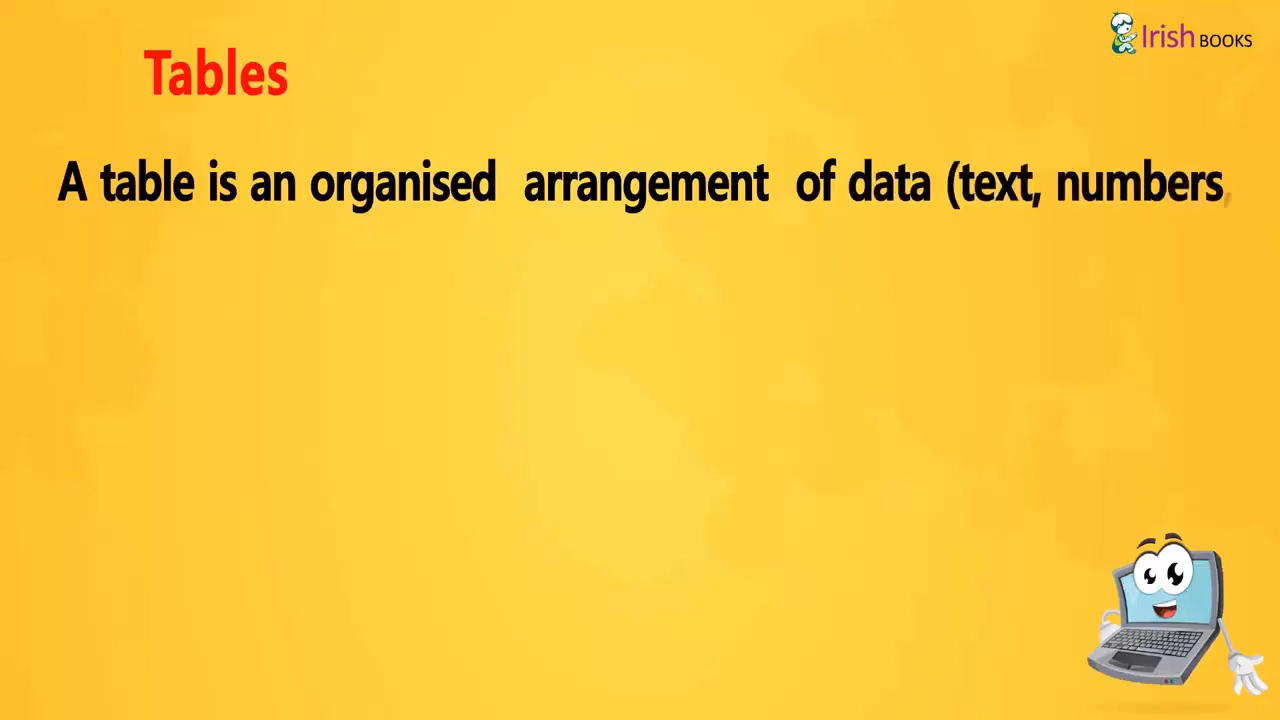 Irish BOOKS
Tables
A table is an organised arrangement of data (text, numbers,